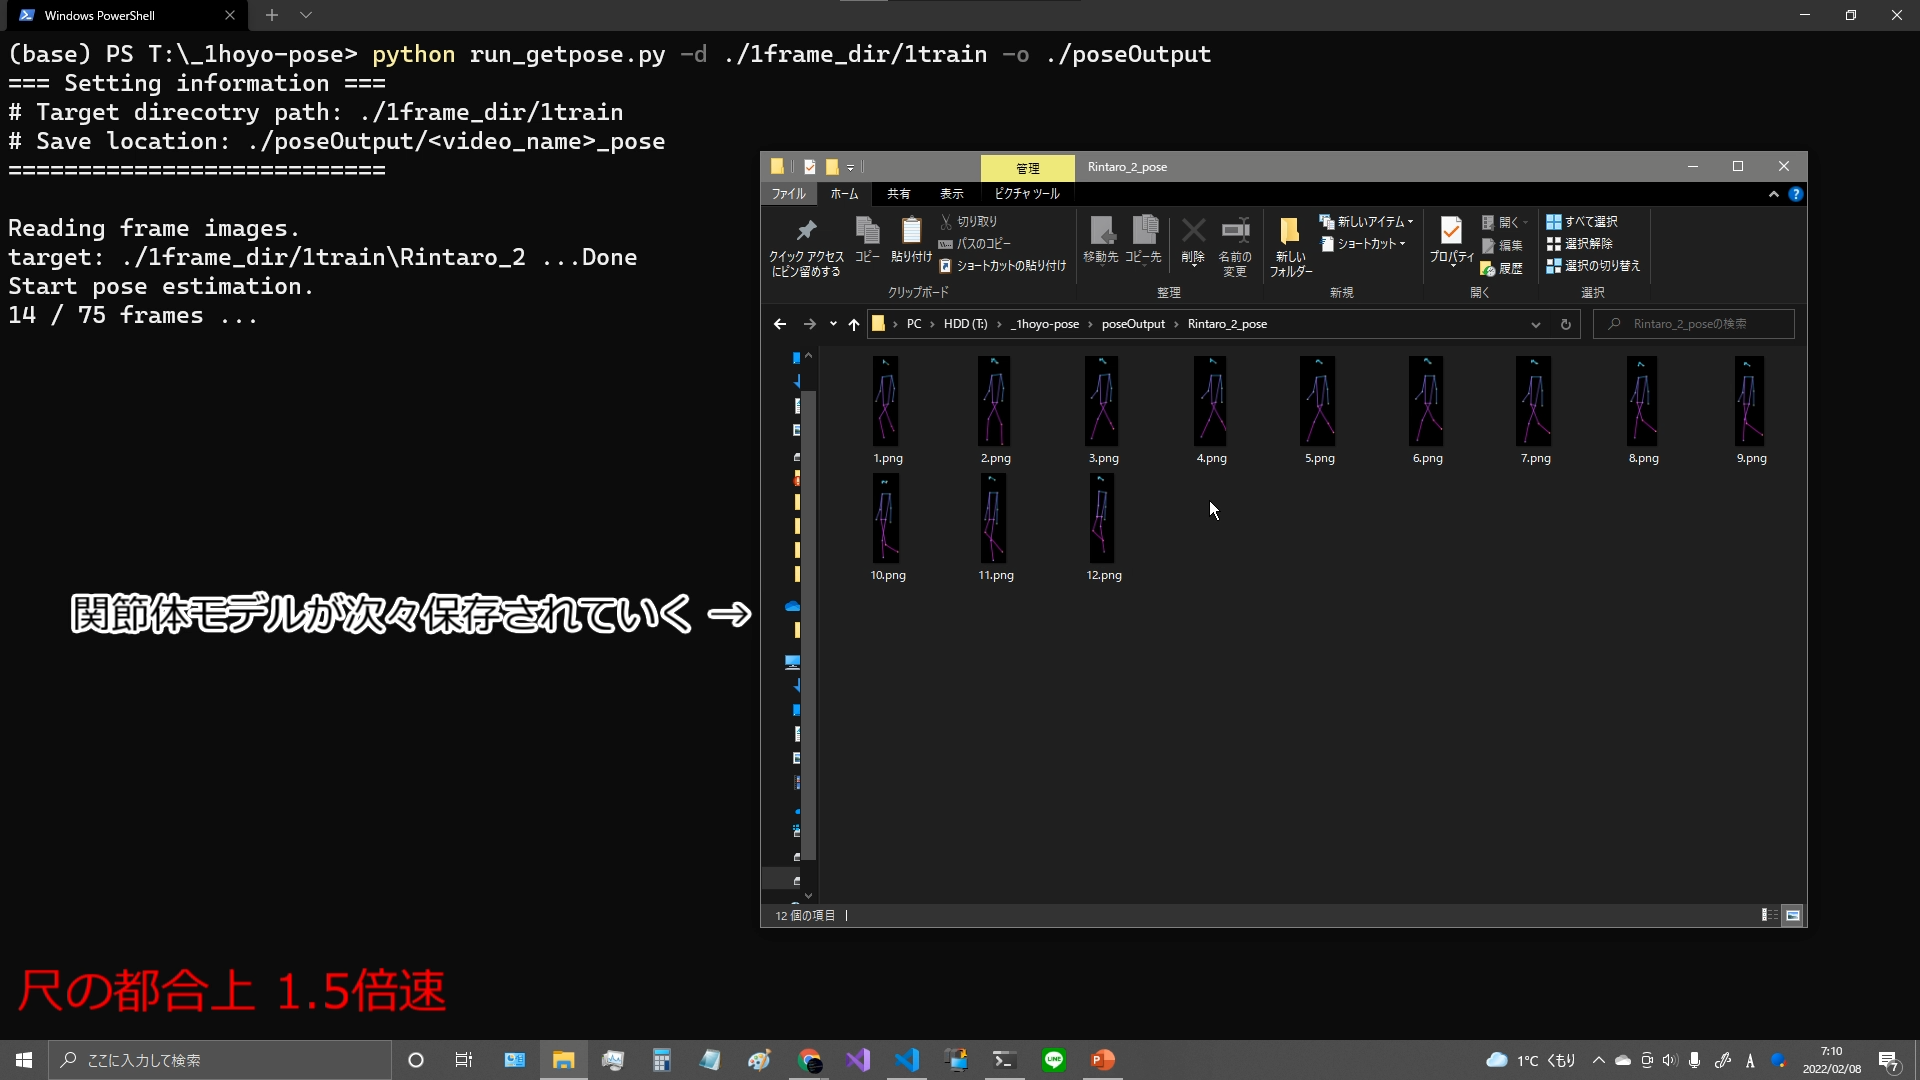 Windows PowerShell
(base) PS T:\_1hoyo-pose> python run_getpose.py -d ./1frame_dir/1train -o ./poseOutput
=== Setting information ===
# Target direcotry path: ./1frame_dir/1train
# Save location: ./poseOutput/<video_name>_pose
===========================
Reading frame images.
target: ./1frame_dir/1train\Rintaro_2 ...Done
Start pose estimation.
14 / 75 frames ...
管理
Rintaro_2_pose
ファイル ホーム 共有 表示 ピクチャ ツール
クイック アクセスにピン留めする
コピー
貼り付け
切り取り
パスのコピー
ショートカットの貼り付け
クリップボード
移動先
コピー先
削除
名前の変更
整理
新しいフォルダー
新しいアイテム
ショートカット
新規
プロパティ
開く
編集
履歴
開く
すべて選択
選択解除
選択の切り替え
選択
PC > HDD (T:) > _1hoyo-pose > poseOutput > Rintaro_2_pose
Rintaro_2_poseの検索
1.png 2.png 3.png 4.png 5.png 6.png 7.png 8.png 9.png
10.png 11.png 12.png
関節体モデルが次々保存されていく →
12 個の項目
尺の都合上 1.5倍速
ここに入力して検索
LINE
1°C くもり
A
7:10
2022/02/08
7